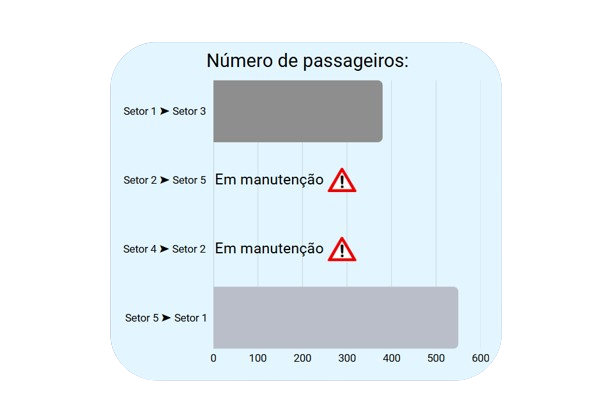 Número de passageiros:
Setor 1 ➤ Setor 3
Setor 2 ➤ Setor 5 Em manutenção
Setor 4 ➤ Setor 2 Em manutenção
Setor 5 ➤ Setor 1
0 100 200 300 400 500 600